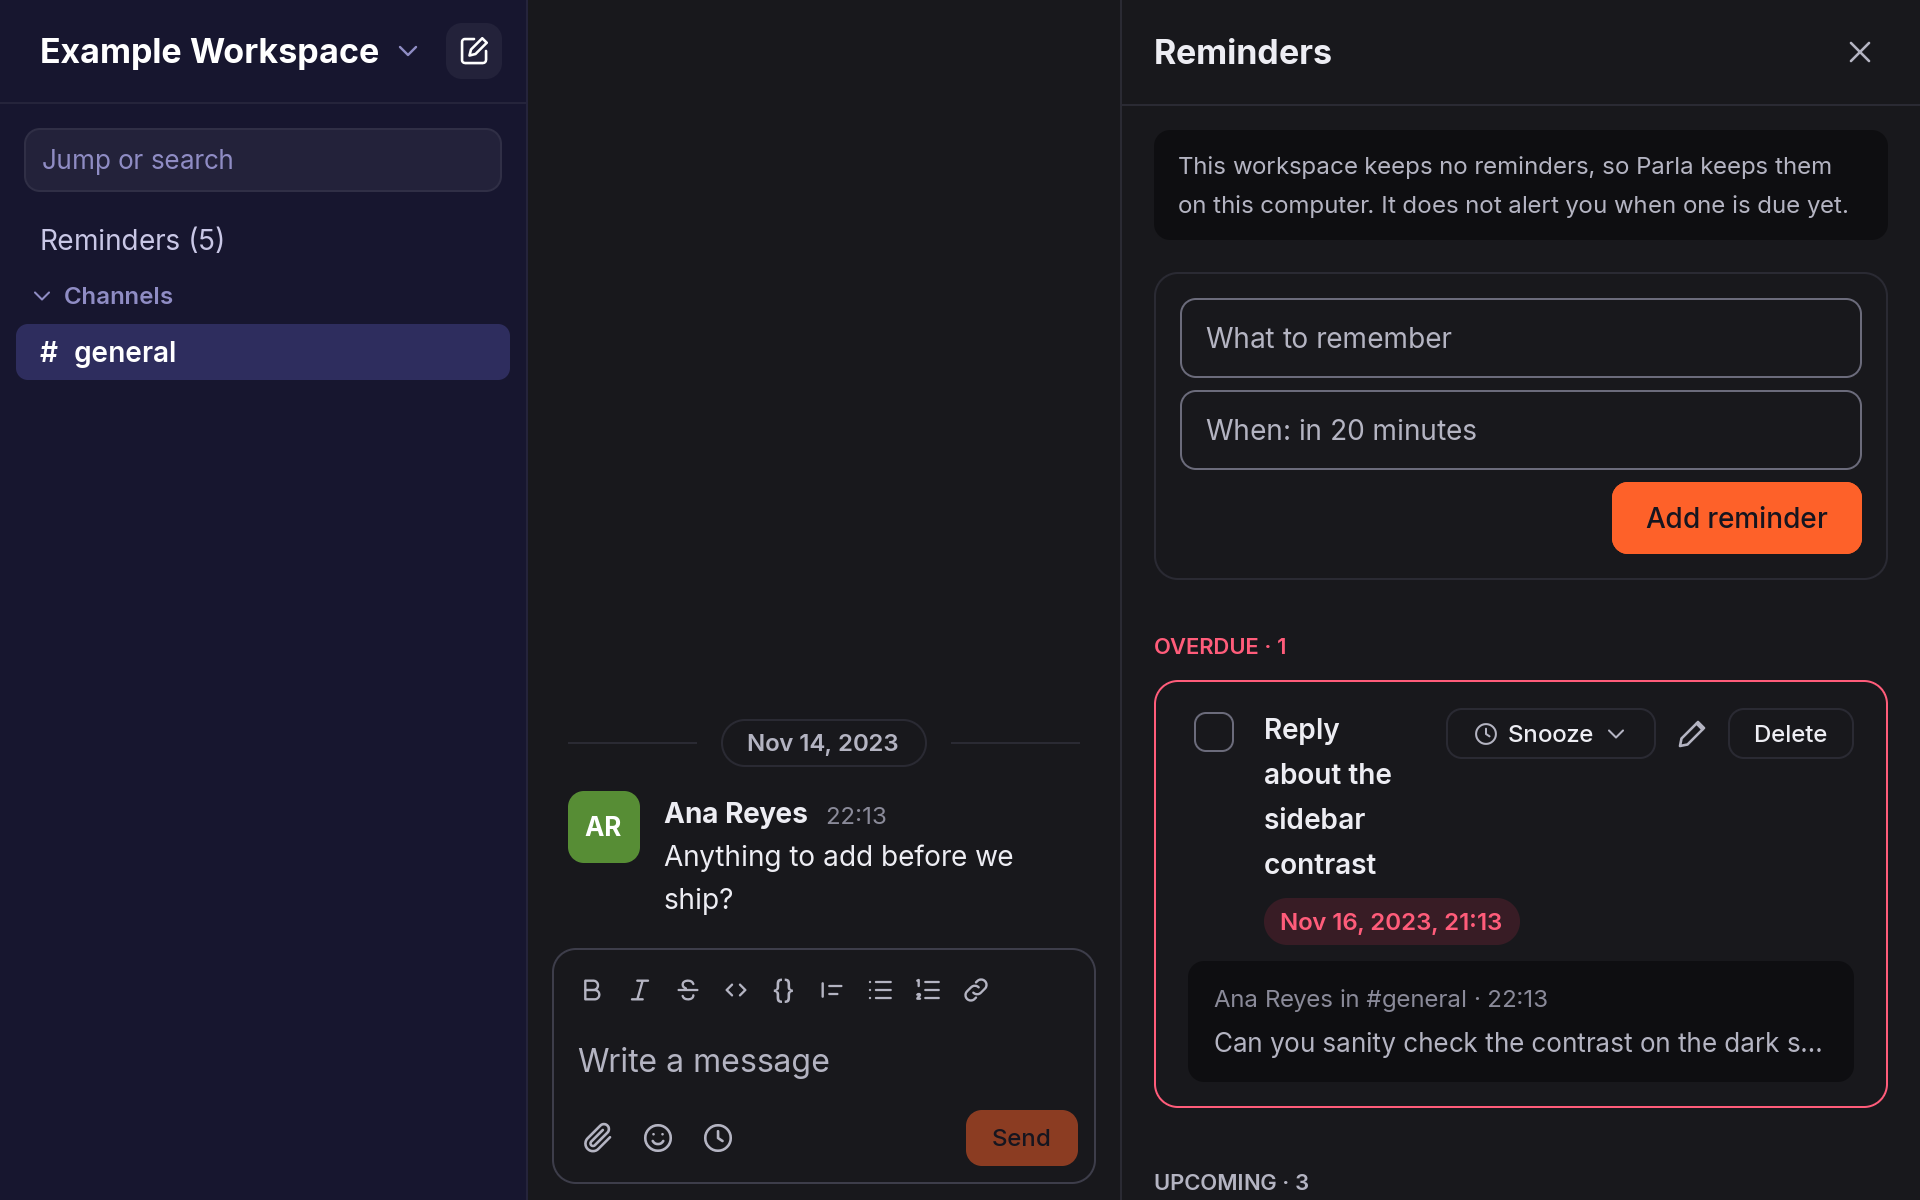 Example Workspace
Jump or search
Reminders (5)
Channels
# general
Nov 14, 2023
AR
Ana Reyes 22:13
Anything to add before we
ship?
Write a message
Send
Reminders
This workspace keeps no reminders, so Parla keeps them
on this computer. It does not alert you when one is due yet.
What to remember
When: in 20 minutes
Add reminder
OVERDUE · 1
Reply
about the
sidebar
contrast
Snooze
Delete
Nov 16, 2023, 21:13
Ana Reyes in #general · 22:13
Can you sanity check the contrast on the dark s...
UPCOMING · 3